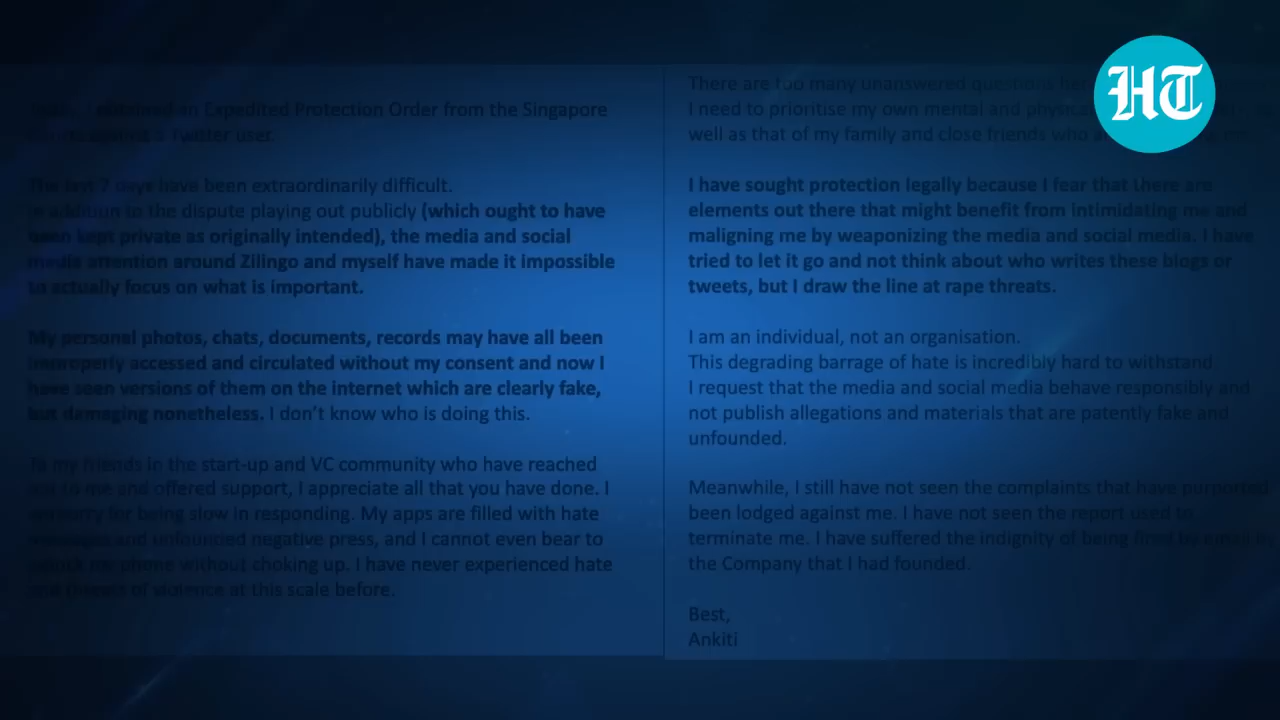 an Expedited Protection Order from the Singapore
a Twitter user.
The last 7 days have been extraordinarily difficult.
In addition to the dispute playing out publicly (which ought to have
been kept private as originally intended), the media and social
media attention around Zilingo and myself have made it impossible
to actually focus on what is important.
My personal photos, chats, documents, records may have all been
improperly accessed and circulated without my consent and now I
have seen versions of them on the internet which are clearly fake,
but damaging nonetheless. I don't know who is doing this.
To my friends in the start-up and VC community who have reached
out to me and offered support, I appreciate all that you have done. I
for being slow in responding. My apps are filled with hate
messages and unfounded negative press, and I cannot even bear to
phone without choking up. I have never experienced hate
and threats of violence at this scale before.
There are too many unanswered questions
I need to prioritise my own mental and
well as that of my family and close friends who
I have sought protection legally because I fear that there are
elements out there that might benefit from intimidating me and
maligning me by weaponizing the media and social media. I have
tried to let it go and not think about who writes these blogs or
tweets, but I draw the line at rape threats.
I am an individual, not an organisation.
This degrading barrage of hate is incredibly hard to withstand
I request that the media and social media behave responsibly and
not publish allegations and materials that are patently fake and
unfounded.
Meanwhile, I still have not seen the complaints that have
been lodged against me. I have not seen the report used to
terminate me. I have suffered the indignity of being fired
the Company that I had founded.
Best,
Ankiti
HT